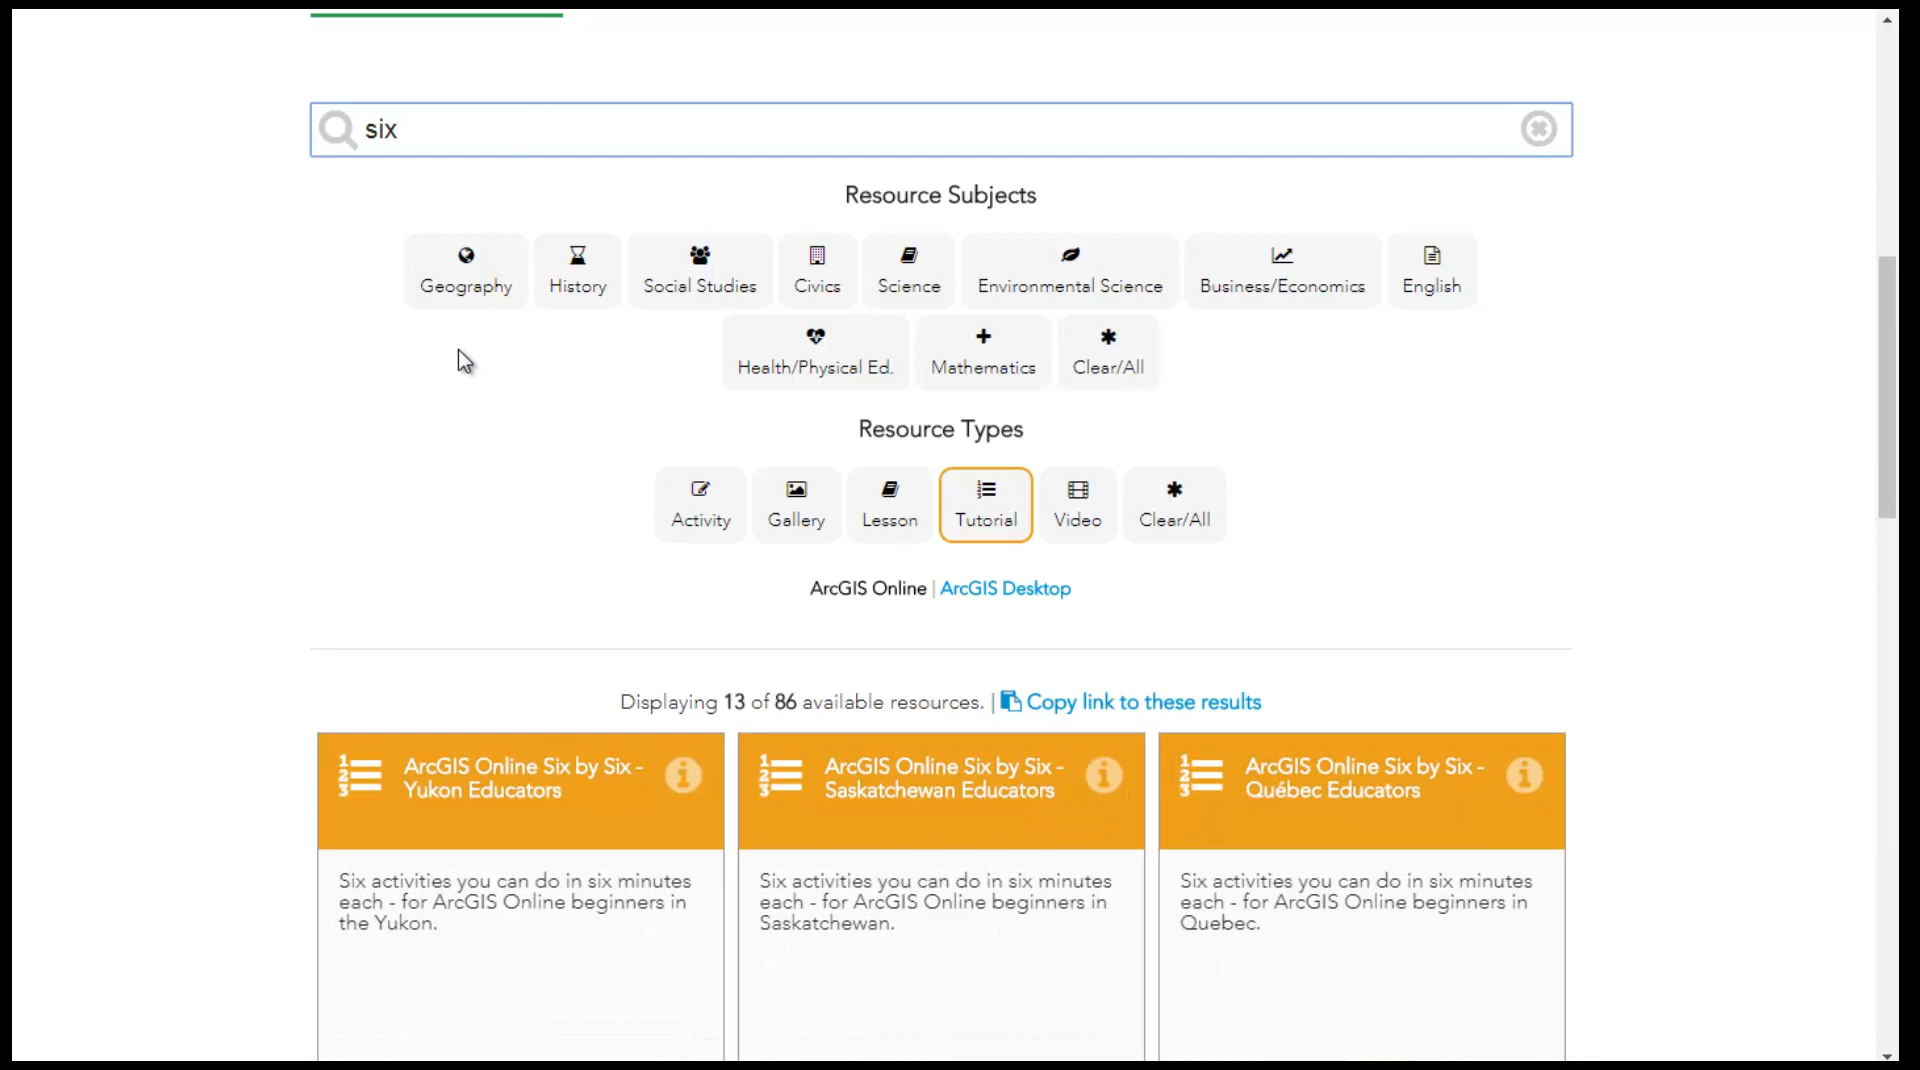 six
Resource Subjects
Geography
History
Social Studies
Civics
Science
Environmental Science
Business/Economics
English
Health/Physical Ed.
Mathematics
Clear/All
Resource Types
Activity
Gallery
Lesson
Tutorial
Video
Clear/All
ArcGIS Online | ArcGIS Desktop
Displaying 13 of 86 available resources. | Copy link to these results
ArcGIS Online Six by Six -
Yukon Educators
Six activities you can do in six minutes
each - for ArcGIS Online beginners in
the Yukon.
ArcGIS Online Six by Six -
Saskatchewan Educators
Six activities you can do in six minutes
each - for ArcGIS Online beginners in
Saskatchewan.
ArcGIS Online Six by Six -
Québec Educators
Six activities you can do in six minutes
each - for ArcGIS Online beginners in
Quebec.